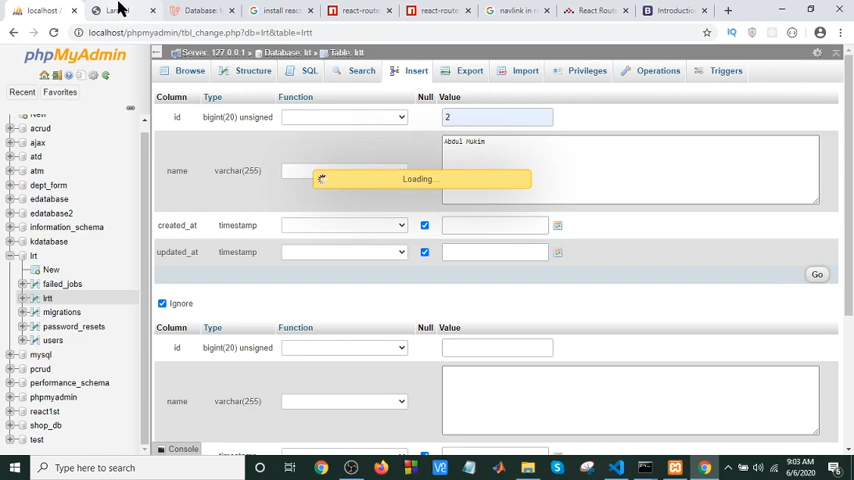 localhost /
Lara
Database: M
install react
react-route
react-route
navlink in re
React Route
Introduction
localhost/phpmyadmin/tbl_change.php?db=lrt&table=lrtt
phpMyAdmin
Recent
Favorites
New
acrud
ajax
atd
atm
dept_form
edatabase
edatabase2
information_schema
kdatabase
lrt
New
failed_jobs
lrtt
migrations
password_resets
users
mysql
pcrud
performance_schema
phpmyadmin
react1st
shop_db
test
Server: 127.0.0.1 » Database: lrt » Table: lrtt
Browse
Structure
SQL
Search
Insert
Export
Import
Privileges
Operations
Triggers
Column Type Function Null Value
id bigint(20) unsigned 2
name varchar(255) Abdul Mukim
Loading...
created_at timestamp
updated_at timestamp
Go
Ignore
Column Type Function Null Value
id bigint(20) unsigned
name varchar(255)
Console
Type here to search
9:03 AM
6/6/2020